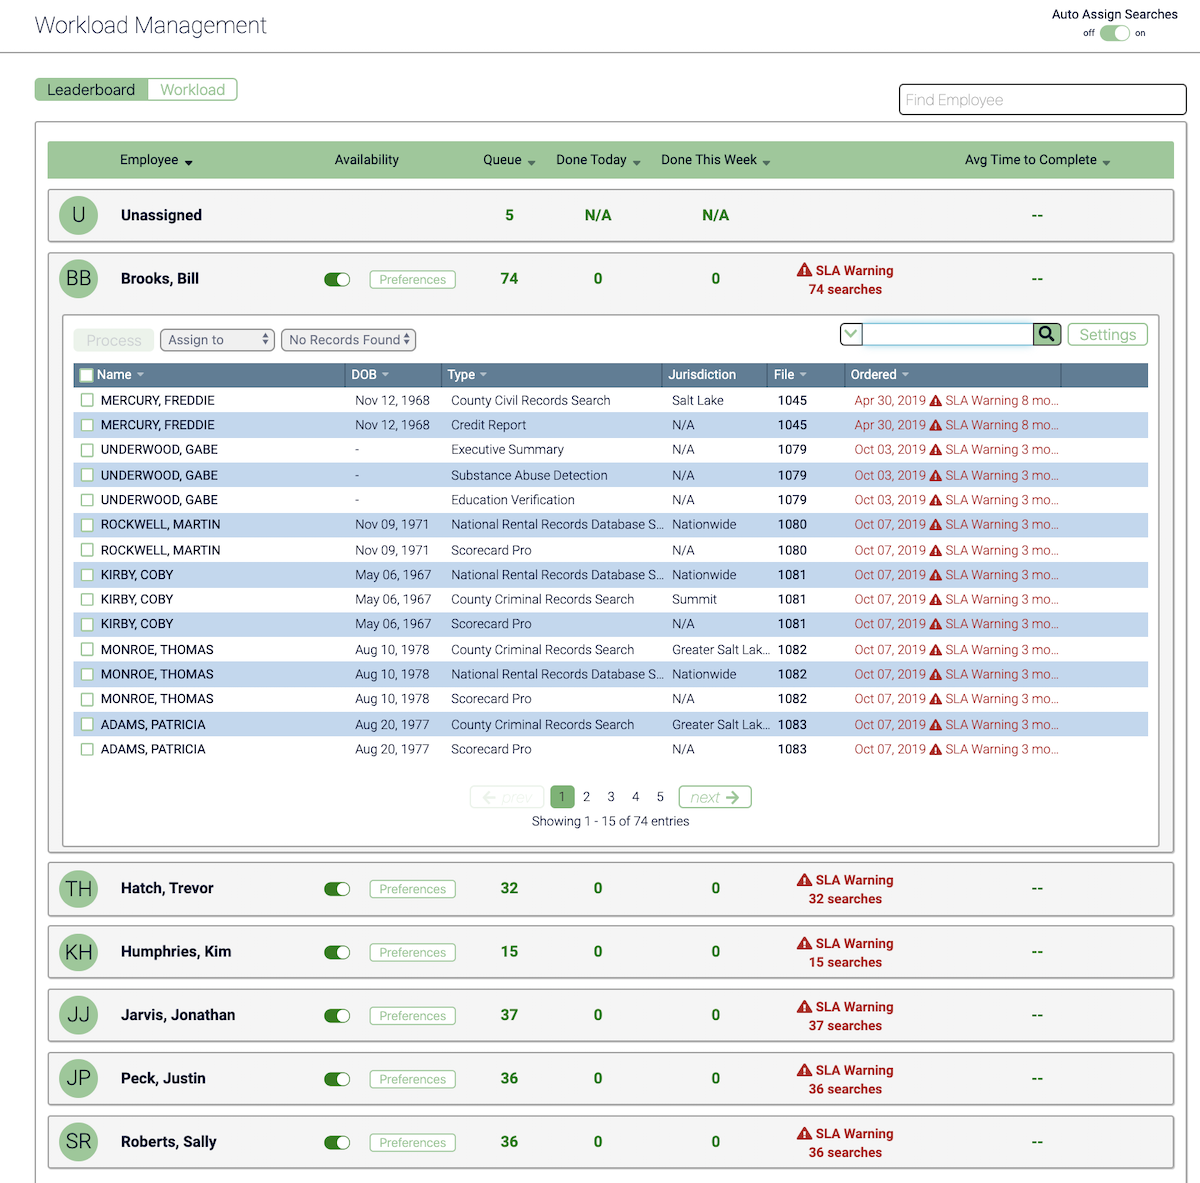 Workload Management
Auto Assign Searches
off on
Leaderboard Workload
Find Employee
Employee Availability Queue Done Today Done This Week Avg Time to Complete
U Unassigned 5 N/A N/A --
BB Brooks, Bill Preferences 74 0 0 SLA Warning 74 searches --
Process Assign to No Records Found Settings
Name DOB Type Jurisdiction File Ordered
MERCURY, FREDDIE Nov 12, 1968 County Civil Records Search Salt Lake 1045 Apr 30, 2019 SLA Warning 8 mo...
MERCURY, FREDDIE Nov 12, 1968 Credit Report N/A 1045 Apr 30, 2019 SLA Warning 8 mo...
UNDERWOOD, GABE - Executive Summary N/A 1079 Oct 03, 2019 SLA Warning 3 mo...
UNDERWOOD, GABE - Substance Abuse Detection N/A 1079 Oct 03, 2019 SLA Warning 3 mo...
UNDERWOOD, GABE - Education Verification N/A 1079 Oct 03, 2019 SLA Warning 3 mo...
ROCKWELL, MARTIN Nov 09, 1971 National Rental Records Database S... Nationwide 1080 Oct 07, 2019 SLA Warning 3 mo...
ROCKWELL, MARTIN Nov 09, 1971 Scorecard Pro N/A 1080 Oct 07, 2019 SLA Warning 3 mo...
KIRBY, COBY May 06, 1967 National Rental Records Database S... Nationwide 1081 Oct 07, 2019 SLA Warning 3 mo...
KIRBY, COBY May 06, 1967 County Criminal Records Search Summit 1081 Oct 07, 2019 SLA Warning 3 mo...
KIRBY, COBY May 06, 1967 Scorecard Pro N/A 1081 Oct 07, 2019 SLA Warning 3 mo...
MONROE, THOMAS Aug 10, 1978 County Criminal Records Search Greater Salt Lak... 1082 Oct 07, 2019 SLA Warning 3 mo...
MONROE, THOMAS Aug 10, 1978 National Rental Records Database S... Nationwide 1082 Oct 07, 2019 SLA Warning 3 mo...
MONROE, THOMAS Aug 10, 1978 Scorecard Pro N/A 1082 Oct 07, 2019 SLA Warning 3 mo...
ADAMS, PATRICIA Aug 20, 1977 County Criminal Records Search Greater Salt Lak... 1083 Oct 07, 2019 SLA Warning 3 mo...
ADAMS, PATRICIA Aug 20, 1977 Scorecard Pro N/A 1083 Oct 07, 2019 SLA Warning 3 mo...
prev 1 2 3 4 5 next
Showing 1 - 15 of 74 entries
TH Hatch, Trevor Preferences 32 0 0 SLA Warning 32 searches --
KH Humphries, Kim Preferences 15 0 0 SLA Warning 15 searches --
JJ Jarvis, Jonathan Preferences 37 0 0 SLA Warning 37 searches --
JP Peck, Justin Preferences 36 0 0 SLA Warning 36 searches --
SR Roberts, Sally Preferences 36 0 0 SLA Warning 36 searches --